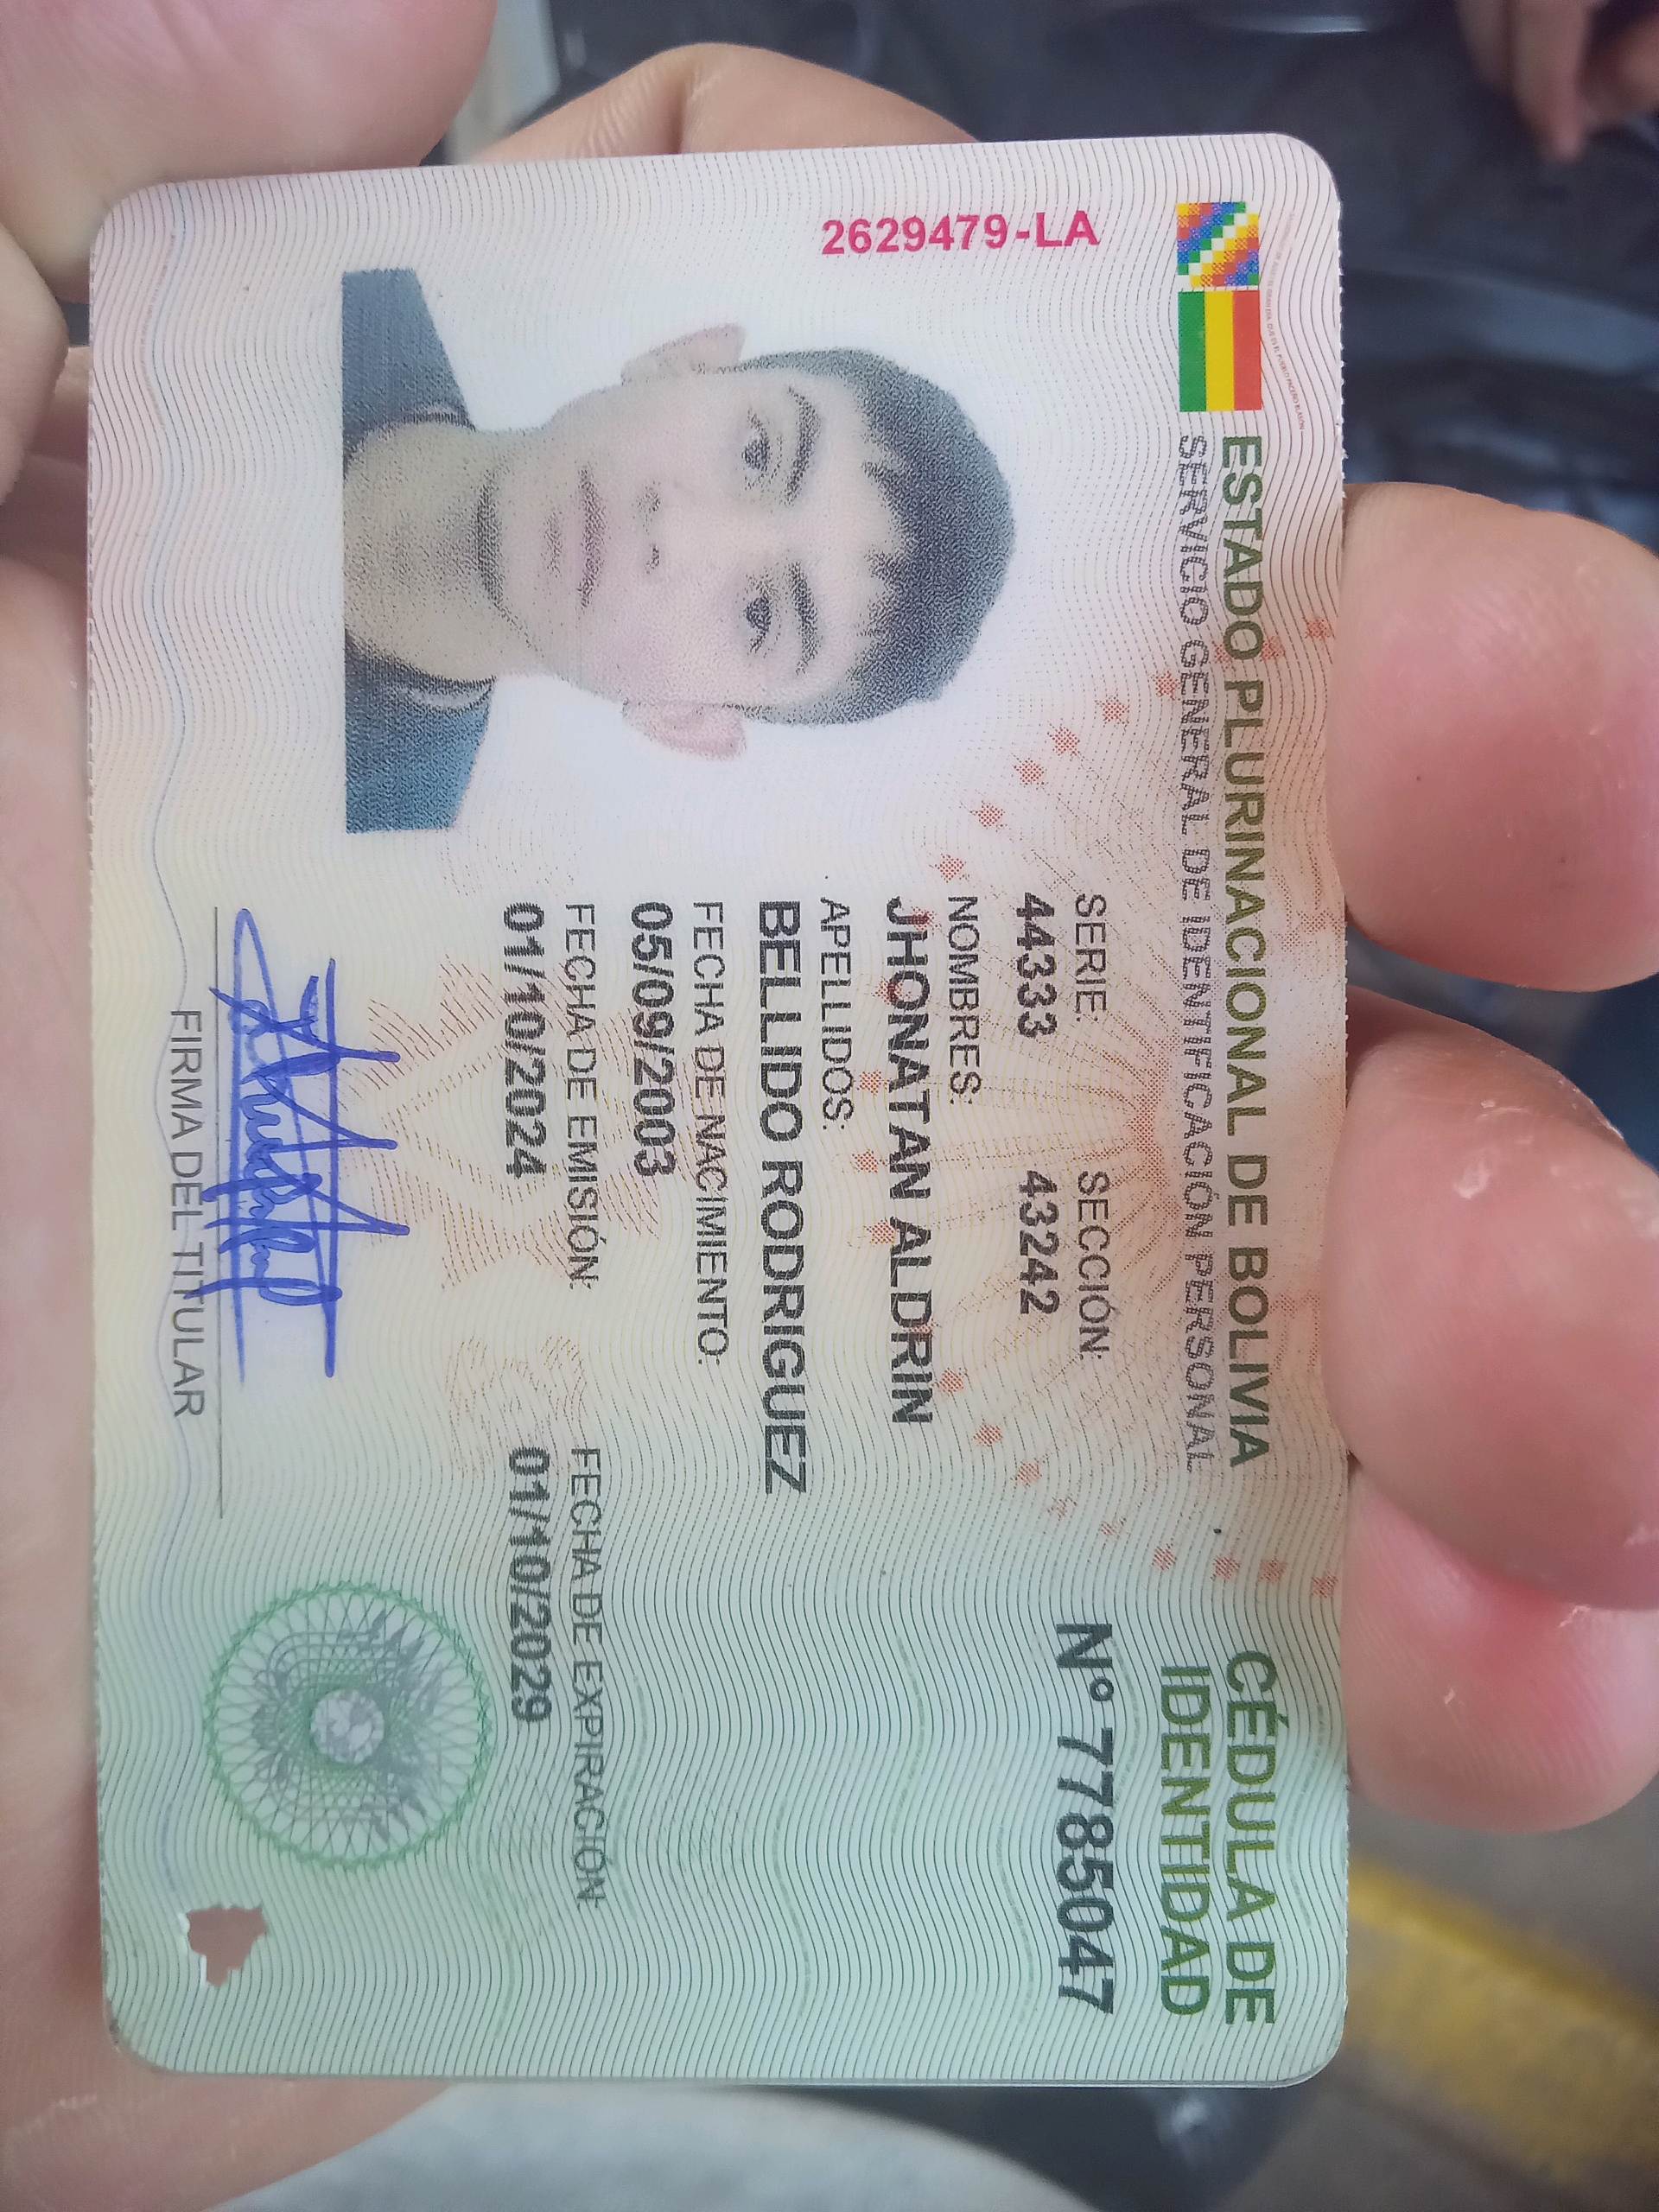 ESTADO PLURINACIONAL DE BOLIVIA
SERVICIO GENERAL DE IDENTIFICACIÓN PERSONAL
CÉDULA DE
IDENTIDAD
2629479-LA
SERIE: SECCIÓN:
44333 43242
N° 7785047
NOMBRES:
JHONATAN ALDRIN
APELLIDOS:
BELLIDO RODRIGUEZ
FECHA DE NACIMIENTO:
05/09/2003
FECHA DE EMISIÓN: FECHA DE EXPIRACIÓN:
01/10/2024 01/10/2029
FIRMA DEL TITULAR